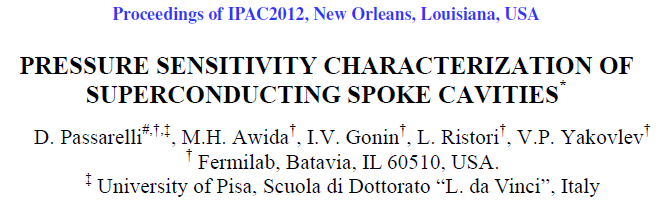 Proceedings of IPAC2012, New Orleans, Louisiana, USA
PRESSURE SENSITIVITY CHARACTERIZATION OF
SUPERCONDUCTING SPOKE CAVITIES*
D. Passarelli#,†,‡, M.H. Awida†, I.V. Gonin†, L. Ristori†, V.P. Yakovlev†
† Fermilab, Batavia, IL 60510, USA.
‡ University of Pisa, Scuola di Dottorato “L. da Vinci”, Italy